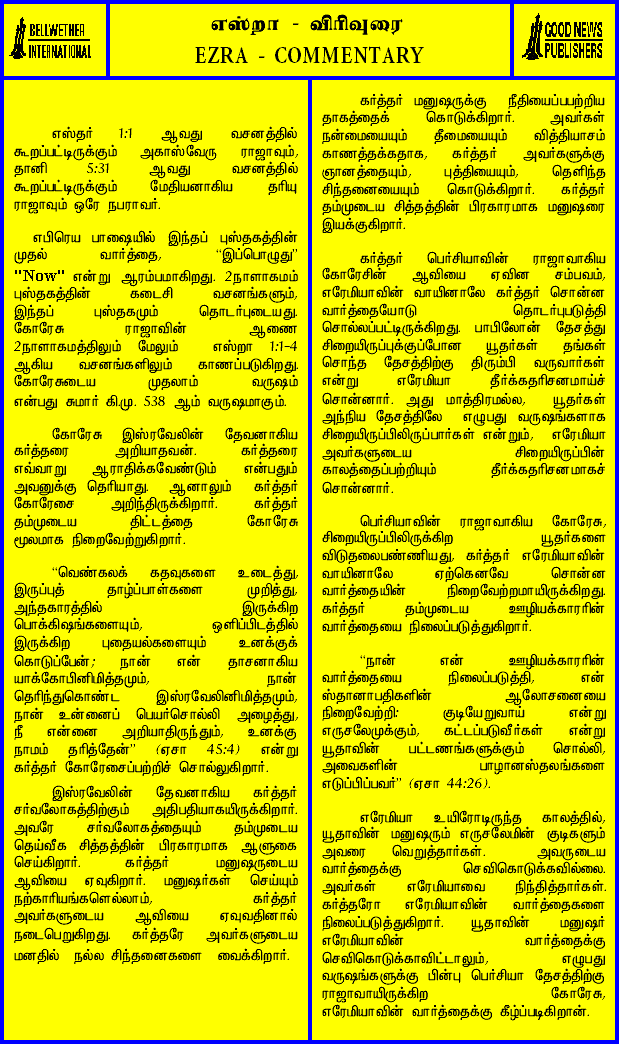 BELLWETHER
INTERNATIONAL
எஸ்றா - விரிவுரை
EZRA - COMMENTARY
GOOD NEWS
PUBLISHERS
எஸ்தர் 1:1 ஆவது வசனத்தில்
கூறப்பட்டிருக்கும் அகாஸ்வேரு ராஜாவும்,
தானி 5:31 ஆவது வசனத்தில்
கூறப்பட்டிருக்கும் மேதியனாகிய தரியு
ராஜாவும் ஒரே நபராவர்.
எபிரெய பாஷையில் இந்தப் புஸ்தகத்தின்
முதல் வார்த்தை, “இப்பொழுது”
"Now" என்று ஆரம்பமாகிறது. 2நாளாகமம்
புஸ்தகத்தின் கடைசி வசனங்களும்,
இந்தப் புஸ்தகமும் தொடர்புடையது.
கோரேசு ராஜாவின் ஆணை
2நாளாகமத்திலும் மேலும் எஸ்றா 1:1-4
ஆகிய வசனங்களிலும் காணப்படுகிறது.
கோரேசுடைய முதலாம் வருஷம்
என்பது சுமார் கி.மு. 538 ஆம் வருஷமாகும்.
கோரேசு இஸ்ரவேலின் தேவனாகிய
கர்த்தரை அறியாதவன். கர்த்தரை
எவ்வாறு ஆராதிக்கவேண்டும் என்பதும்
அவனுக்கு தெரியாது. ஆனாலும் கர்த்தர்
கோரேசை அறிந்திருக்கிறார். கர்த்தர்
தம்முடைய திட்டத்தை கோரேசு
மூலமாக நிறைவேற்றுகிறார்.
“வெண்கலக் கதவுகளை உடைத்து,
இருப்புத் தாழ்ப்பாள்களை முறித்து,
அந்தகாரத்தில் இருக்கிற
பொக்கிஷங்களையும், ஒளிப்பிடத்தில்
இருக்கிற புதையல்களையும் உனக்குக்
கொடுப்பேன்; நான் என் தாசனாகிய
யாக்கோபினிமித்தமும், நான்
தெரிந்துகொண்ட இஸ்ரவேலினிமித்தமும்,
நான் உன்னைப் பெயர்சொல்லி அழைத்து,
நீ என்னை அறியாதிருந்தும், உனக்கு
நாமம் தரித்தேன்” (ஏசா 45:4) என்று
கர்த்தர் கோரேசைப்பற்றிச் சொல்லுகிறார்.
இஸ்ரவேலின் தேவனாகிய கர்த்தர்
சர்வலோகத்திற்கும் அதிபதியாகயிருக்கிறார்.
அவரே சர்வலோகத்தையும் தம்முடைய
தெய்வீக சித்தத்தின் பிரகாரமாக ஆளுகை
செய்கிறார். கர்த்தர் மனுஷருடைய
ஆவியை ஏவுகிறார். மனுஷர்கள் செய்யும்
நற்காரியங்களெல்லாம், கர்த்தர்
அவர்களுடைய ஆவியை ஏவுவதினால்
நடைபெறுகிறது. கர்த்தரே அவர்களுடைய
மனதில் நல்ல சிந்தனைகளை வைக்கிறார்.
கர்த்தர் மனுஷருக்கு நீதியைப்பபற்றிய
தாகத்தைக் கொடுக்கிறார். அவர்கள்
நன்மையையும் தீமையையும் வித்தியாசம்
காணத்தக்கதாக, கர்த்தர் அவர்களுக்கு
ஞானத்தையும், புத்தியையும், தெளிந்த
சிந்தனையையும் கொடுக்கிறார். கர்த்தர்
தம்முடைய சித்தத்தின் பிரகாரமாக மனுஷரை
இயக்குகிறார்.
கர்த்தர் பெர்சியாவின் ராஜாவாகிய
கோரேசின் ஆவியை ஏவின சம்பவம்,
எரேமியாவின் வாயினாலே கர்த்தர் சொன்ன
வார்த்தையோடு தொடர்புபடுத்தி
சொல்லப்பட்டிருக்கிறது. பாபிலோன் தேசத்து
சிறையிருப்புக்குப்போன யூதர்கள் தங்கள்
சொந்த தேசத்திற்கு திரும்பி வருவார்கள்
என்று எரேமியா தீர்க்கதரிசனமாய்ச்
சொன்னார். அது மாத்திரமல்ல, யூதர்கள்
அந்நிய தேசத்திலே எழுபது வருஷங்களாக
சிறையிருப்பிலிருப்பார்கள் என்றும், எரேமியா
அவர்களுடைய சிறையிருப்பின்
காலத்தைப்பற்றியும் தீர்க்கதரிசனமாகச்
சொன்னார்.
பெர்சியாவின் ராஜாவாகிய கோரேசு,
சிறையிருப்பிலிருக்கிற யூதர்களை
விடுதலைபண்ணியது, கர்த்தர் எரேமியாவின்
வாயினாலே ஏற்கெனவே சொன்ன
வார்த்தையின் நிறைவேற்றமாயிருக்கிறது.
கர்த்தர் தம்முடைய ஊழியக்காரரின்
வார்த்தையை நிலைப்படுத்துகிறார்.
“நான் என் ஊழியக்காரரின்
வார்த்தையை நிலைப்படுத்தி, என்
ஸ்தானாபதிகளின் ஆலோசனையை
நிறைவேற்றி: குடியேறுவாய் என்று
எருசலேமுக்கும், கட்டப்படுவீர்கள் என்று
யூதாவின் பட்டணங்களுக்கும் சொல்லி,
அவைகளின் பாழானஸ்தலங்களை
எடுப்பிப்பவர்” (ஏசா 44:26).
எரேமியா உயிரோடிருந்த காலத்தில்,
யூதாவின் மனுஷரும் எருசலேமின் குடிகளும்
அவரை வெறுத்தார்கள். அவருடைய
வார்த்தைக்கு செவிகொடுக்கவில்லை.
அவர்கள் எரேமியாவை நிந்தித்தார்கள்.
கர்த்தரோ எரேமியாவின் வார்த்தைகளை
நிலைப்படுத்துகிறார். யூதாவின் மனுஷர்
எரேமியாவின் வார்த்தைக்கு
செவிகொடுக்காவிட்டாலும், எழுபது
வருஷங்களுக்கு பின்பு பெர்சியா தேசத்திற்கு
ராஜாவாயிருக்கிற கோரேசு,
எரேமியாவின் வார்த்தைக்கு கீழ்ப்படிகிறான்.